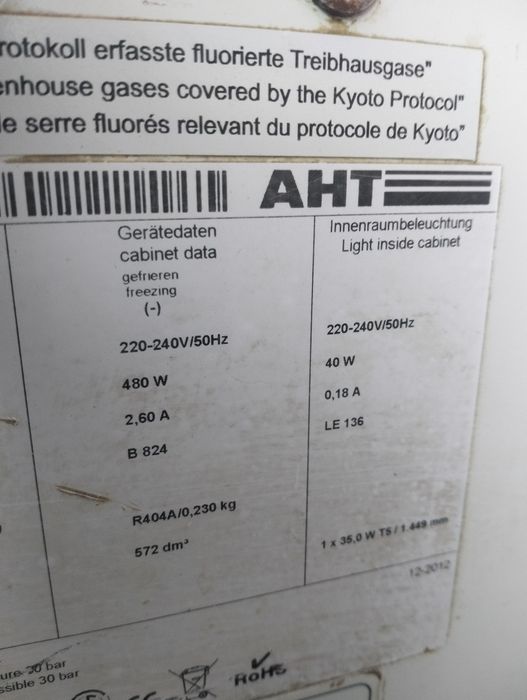 rotokoll erfasste fluorierte Treibhausgase"
enhouse gases covered by the Kyoto Protocol"
le serre fluorés relevant du protocole de Kyoto"
AHT
Gerätedaten
cabinet data
gefrieren
freezing
(-)
220-240V/50Hz
480 W
2,60 A
B 824
R404A/0,230 kg
572 dm³
Innenraumbeleuchtung
Light inside cabinet
220-240V/50Hz
40 W
0,18 A
LE 136
1 x 35,0 W T5 / 1.449 mm
12-2012
ure 30 bar
ssible 30 bar
RoHS